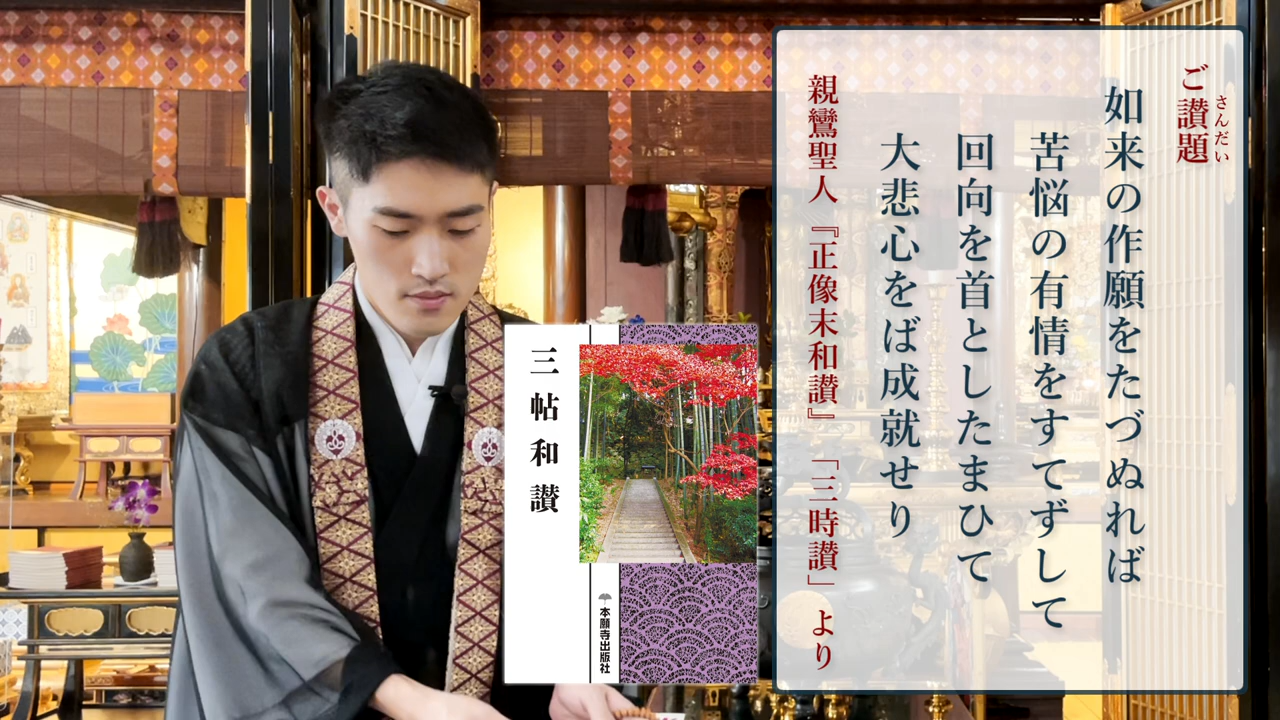 ご讃題
さんだい
如来の作願をたづぬれば
苦悩の有情をすてずして
回向を首としたまひて
大悲心をば成就せり
親鸞聖人『正像末和讃』「三時讃」より
三帖和讃
本願寺出版社